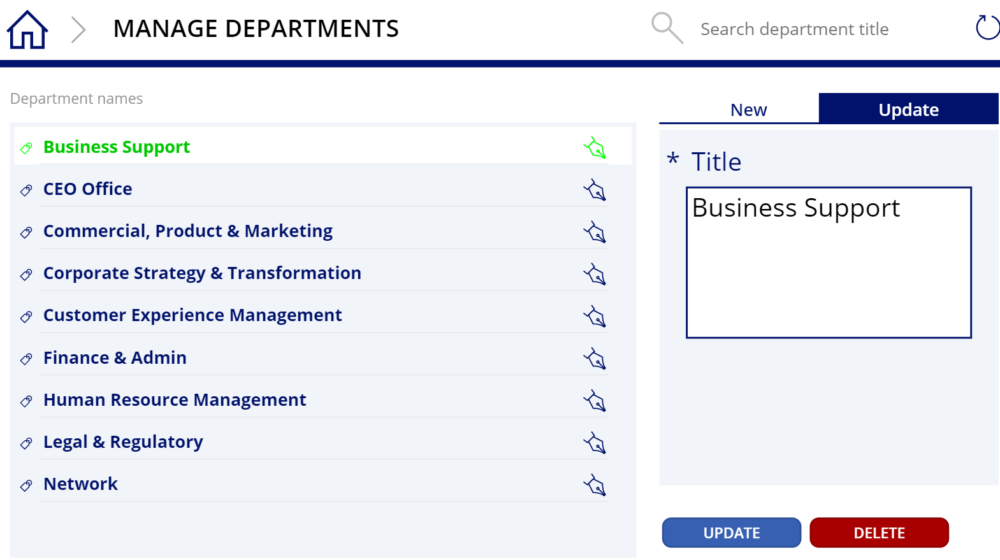 MANAGE DEPARTMENTS
Search department title
Department names
New
Update
Business Support
CEO Office
Commercial, Product & Marketing
Corporate Strategy & Transformation
Customer Experience Management
Finance & Admin
Human Resource Management
Legal & Regulatory
Network
* Title
Business Support
UPDATE
DELETE